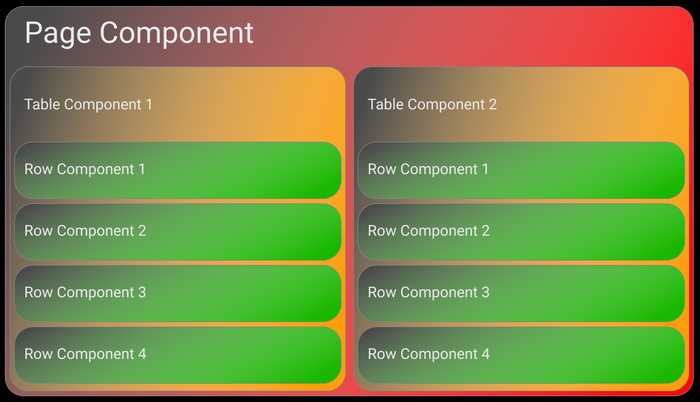 Page Component
Table Component 1
Row Component 1
Row Component 2
Row Component 3
Row Component 4
Table Component 2
Row Component 1
Row Component 2
Row Component 3
Row Component 4